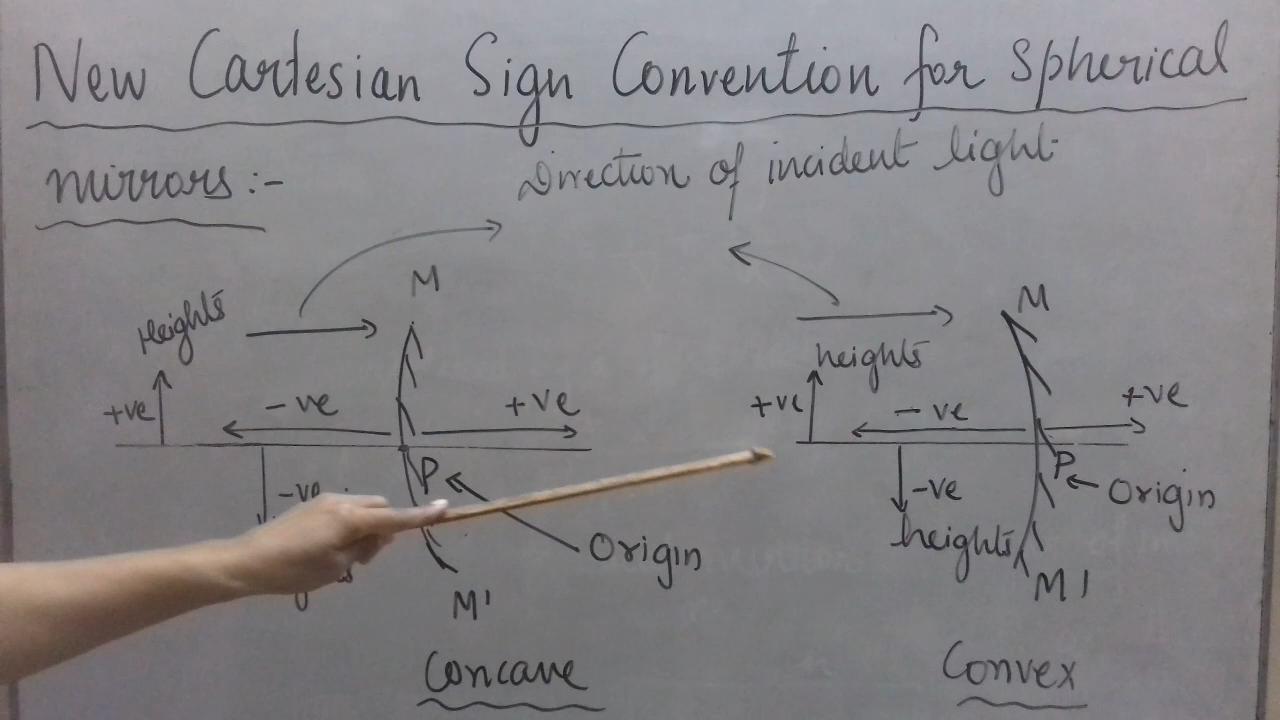 New Cartesian Sign Convention for Spherical
mirrors :-
Direction of incident light
M
Heights
+ve
-ve
+ve
-ve
P
Origin
M'
Concave
M
heights
+ve
-ve
+ve
-ve
heights
P
Origin
M'
Convex